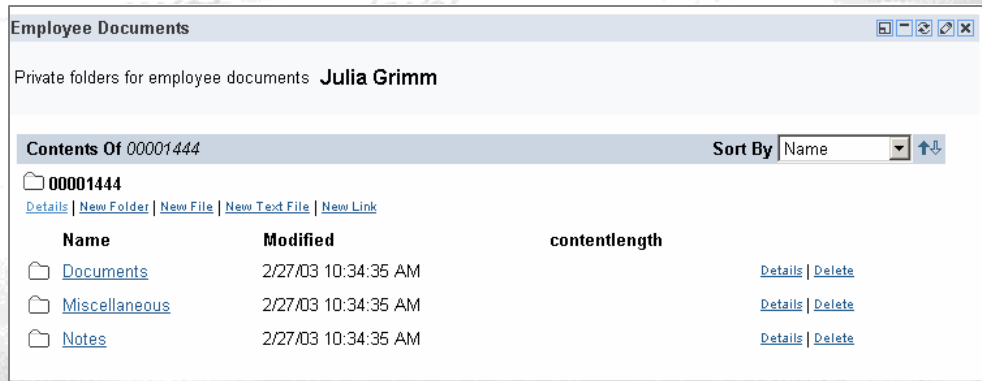 Employee Documents
Private folders for employee documents Julia Grimm
Contents Of 00001444 Sort By Name
00001444
Details | New Folder | New File | New Text File | New Link
Name Modified contentlength
Documents 2/27/03 10:34:35 AM Details | Delete
Miscellaneous 2/27/03 10:34:35 AM Details | Delete
Notes 2/27/03 10:34:35 AM Details | Delete